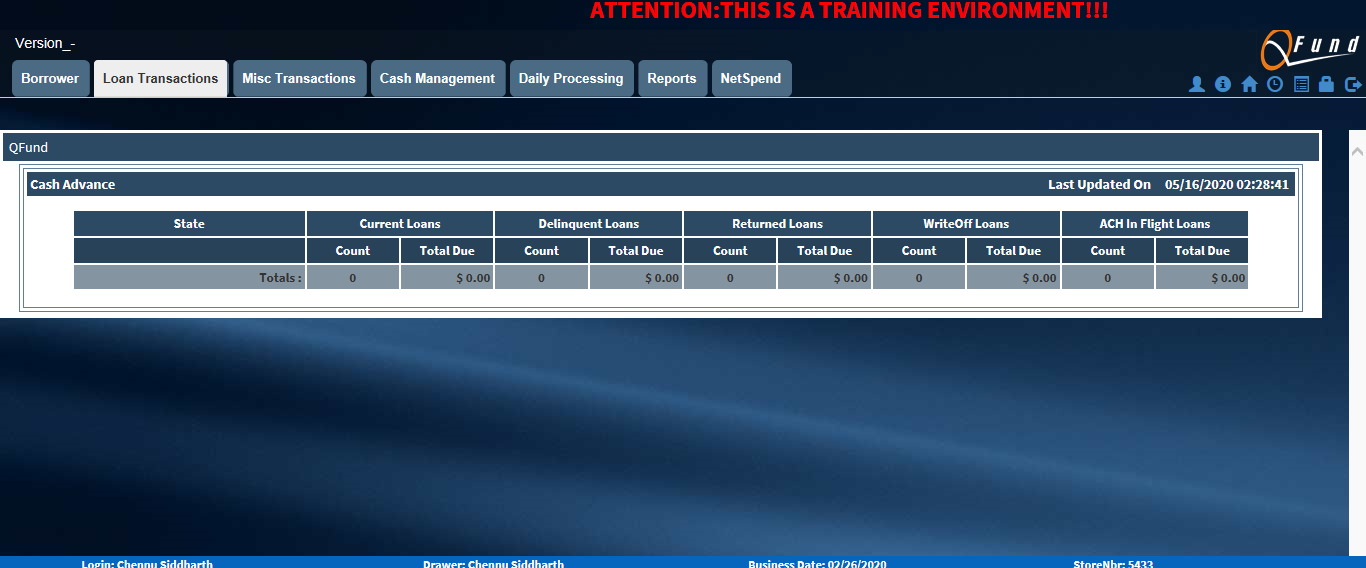 ATTENTION:THIS IS A TRAINING ENVIRONMENT!!!
Version_-
QFund
Borrower Loan Transactions Misc Transactions Cash Management Daily Processing Reports NetSpend
QFund
Cash Advance Last Updated On 05/16/2020 02:28:41
State Current Loans Delinquent Loans Returned Loans WriteOff Loans ACH In Flight Loans
Count Total Due Count Total Due Count Total Due Count Total Due Count Total Due
Totals : 0 $ 0.00 0 $ 0.00 0 $ 0.00 0 $ 0.00 0 $ 0.00
Login: Chennu Siddharth Drawer: Chennu Siddharth Business Date: 02/26/2020 StoreNbr: 5433